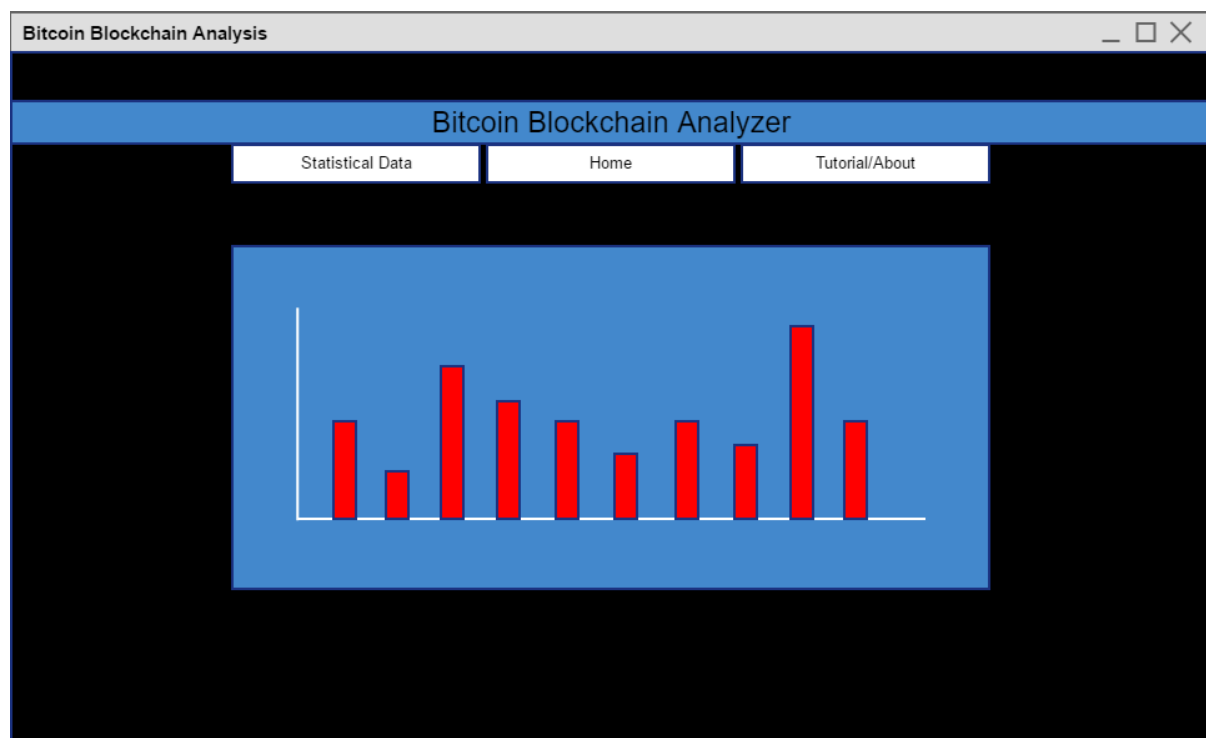 Bitcoin Blockchain Analysis
Bitcoin Blockchain Analyzer
Statistical Data
Home
Tutorial/About